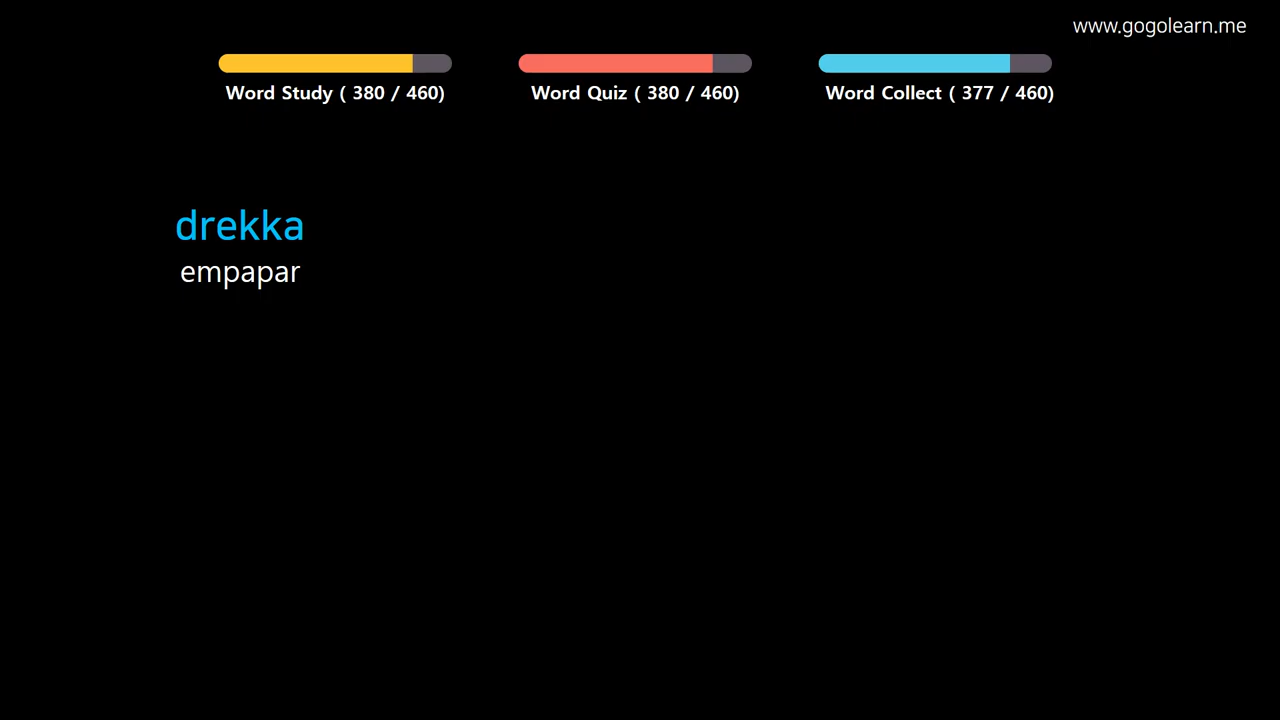 www.gogolearn.me
Word Study ( 380 / 460)
Word Quiz ( 380 / 460)
Word Collect ( 377 / 460)
drekka
empapar